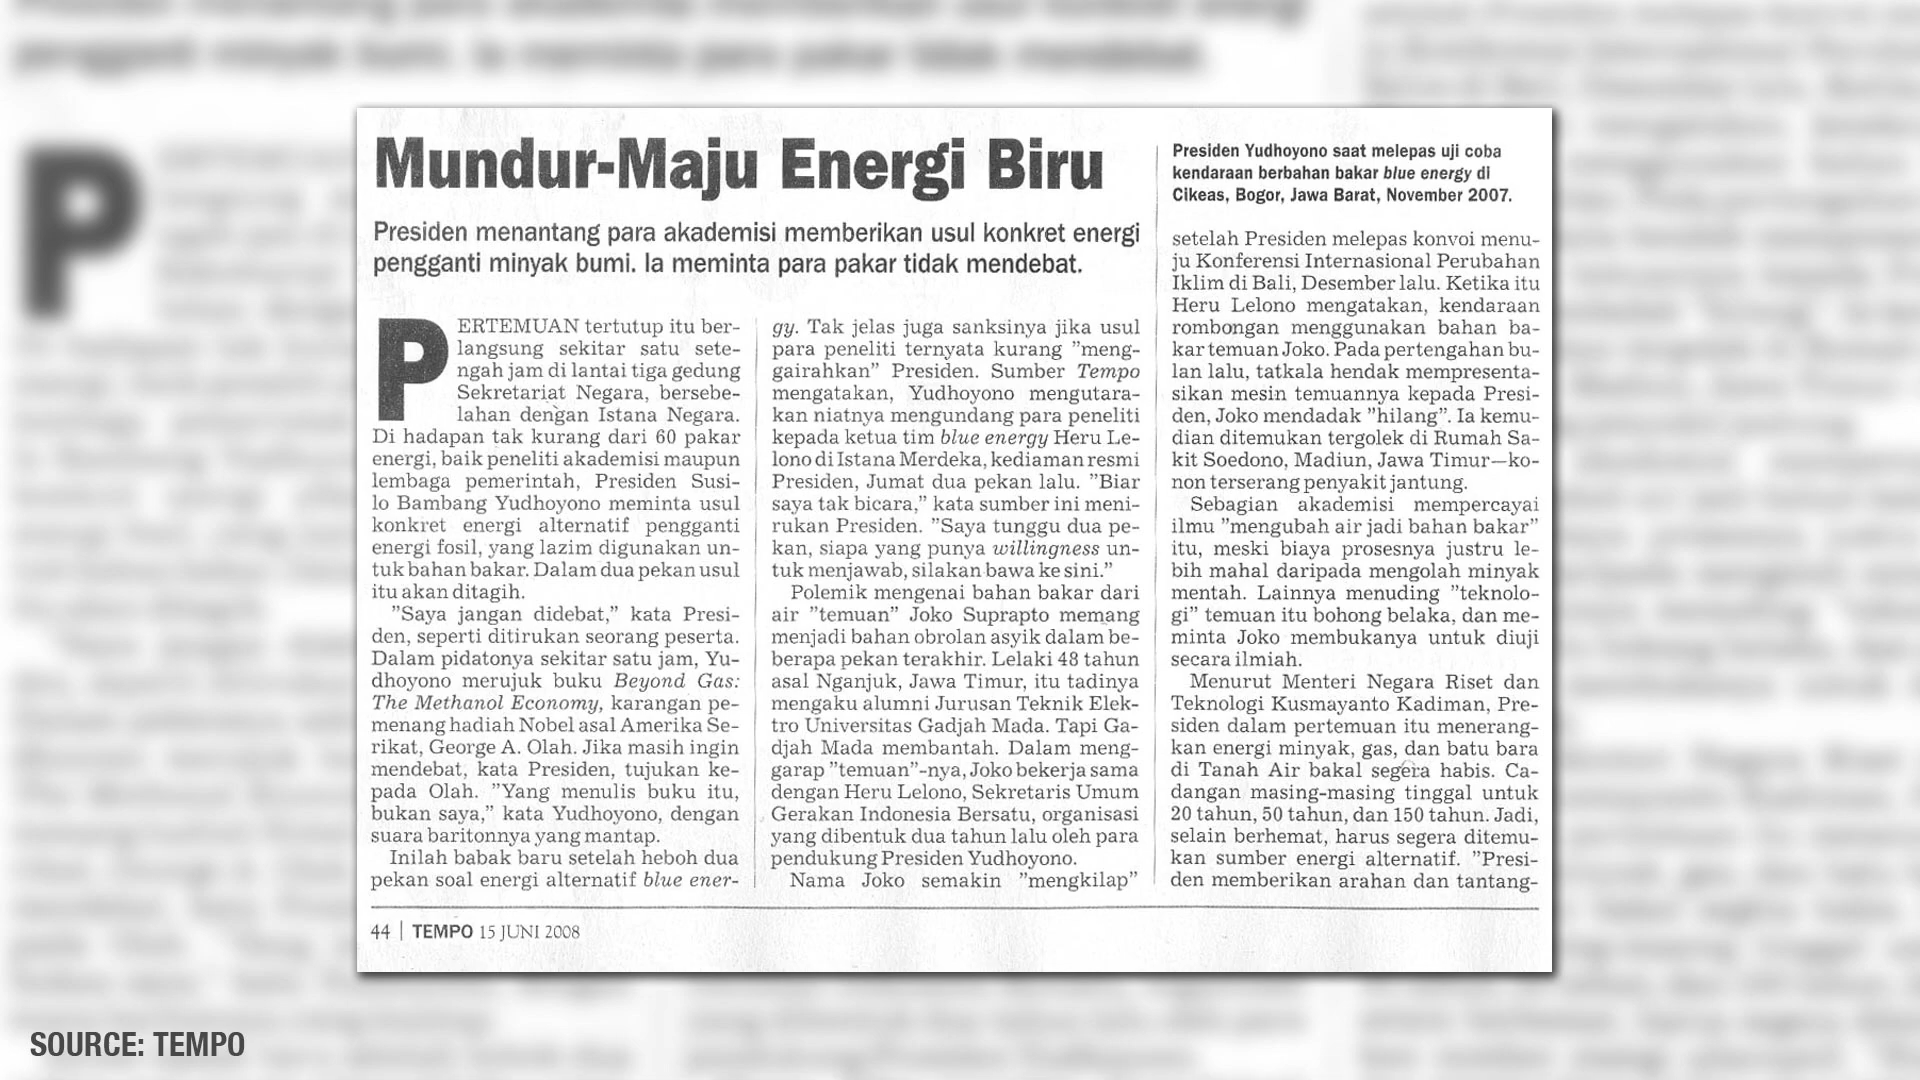 Mundur-Maju Energi Biru
Presiden menantang para akademisi memberikan usul konkret energi
pengganti minyak bumi. Ia meminta para pakar tidak mendebat.
PERTEMUAN tertutup itu ber-
langsung sekitar satu sete-
ngah jam di lantai tiga gedung
Sekretariat Negara, bersebe-
lahan dengan Istana Negara.
Di hadapan tak kurang dari 60 pakar
energi, baik peneliti akademisi maupun
lembaga pemerintah, Presiden Susi-
lo Bambang Yudhoyono meminta usul
konkret energi alternatif pengganti
energi fosil, yang lazim digunakan un-
tuk bahan bakar. Dalam dua pekan usul
itu akan ditagih.
”Saya jangan didebat,” kata Presi-
den, seperti ditirukan seorang peserta.
Dalam pidatonya sekitar satu jam, Yu-
dhoyono merujuk buku Beyond Gas:
The Methanol Economy, karangan pe-
menang hadiah Nobel asal Amerika Se-
rikat, George A. Olah. Jika masih ingin
mendebat, kata Presiden, tujukan ke-
pada Olah. ”Yang menulis buku itu,
bukan saya,” kata Yudhoyono, dengan
suara baritonnya yang mantap.
Inilah babak baru setelah heboh dua
pekan soal energi alternatif blue ener-
gy. Tak jelas juga sanksinya jika usul
para peneliti ternyata kurang ”meng-
gairahkan” Presiden. Sumber Tempo
mengatakan, Yudhoyono mengutara-
kan niatnya mengundang para peneliti
kepada ketua tim blue energy Heru Le-
lono di Istana Merdeka, kediaman resmi
Presiden, Jumat dua pekan lalu. ”Biar
saya tak bicara,” kata sumber ini meni-
rukan Presiden. ”Saya tunggu dua pe-
kan, siapa yang punya willingness un-
tuk menjawab, silakan bawa ke sini.”
Polemik mengenai bahan bakar dari
air ”temuan” Joko Suprapto memang
menjadi bahan obrolan asyik dalam be-
berapa pekan terakhir. Lelaki 48 tahun
asal Nganjuk, Jawa Timur, itu tadinya
mengaku alumni Jurusan Teknik Elek-
tro Universitas Gadjah Mada. Tapi Ga-
djah Mada membantah. Dalam meng-
garap ”temuan”-nya, Joko bekerja sama
dengan Heru Lelono, Sekretaris Umum
Gerakan Indonesia Bersatu, organisasi
yang dibentuk dua tahun lalu oleh para
pendukung Presiden Yudhoyono.
Nama Joko semakin ”mengkilap”
Presiden Yudhoyono saat melepas uji coba
kendaraan berbahan bakar blue energy di
Cikeas, Bogor, Jawa Barat, November 2007.
setelah Presiden melepas konvoi menu-
ju Konferensi Internasional Perubahan
Iklim di Bali, Desember lalu. Ketika itu
Heru Lelono mengatakan, kendaraan
rombongan menggunakan bahan ba-
kar temuan Joko. Pada pertengahan bu-
lan lalu, tatkala hendak mempresenta-
sikan mesin temuannya kepada Presi-
den, Joko mendadak ”hilang”. Ia kemu-
dian ditemukan tergolek di Rumah Sa-
kit Soedono, Madiun, Jawa Timur—ko-
non terserang penyakit jantung.
Sebagian akademisi mempercayai
ilmu ”mengubah air jadi bahan bakar”
itu, meski biaya prosesnya justru le-
bih mahal daripada mengolah minyak
mentah. Lainnya menuding ”teknolo-
gi” temuan itu bohong belaka, dan me-
minta Joko membukanya untuk diuji
secara ilmiah.
Menurut Menteri Negara Riset dan
Teknologi Kusmayanto Kadiman, Pre-
siden dalam pertemuan itu menerang-
kan energi minyak, gas, dan batu bara
di Tanah Air bakal segera habis. Ca-
dangan masing-masing tinggal untuk
20 tahun, 50 tahun, dan 150 tahun. Jadi,
selain berhemat, harus segera ditemu-
kan sumber energi alternatif. ”Presi-
den memberikan arahan dan tantang-
44 | TEMPO 15 JUNI 2008
SOURCE: TEMPO